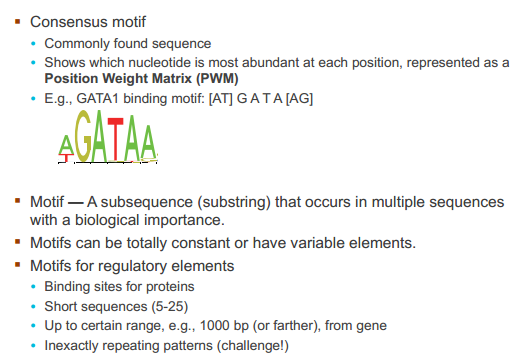 Consensus motif
Commonly found sequence
Shows which nucleotide is most abundant at each position, represented as a
Position Weight Matrix (PWM)
E.g., GATA1 binding motif: [AT] G A T A [AG]
AGATAA
T
Motif — A subsequence (substring) that occurs in multiple sequences
with a biological importance.
Motifs can be totally constant or have variable elements.
Motifs for regulatory elements
Binding sites for proteins
Short sequences (5-25)
Up to certain range, e.g., 1000 bp (or farther), from gene
Inexactly repeating patterns (challenge!)